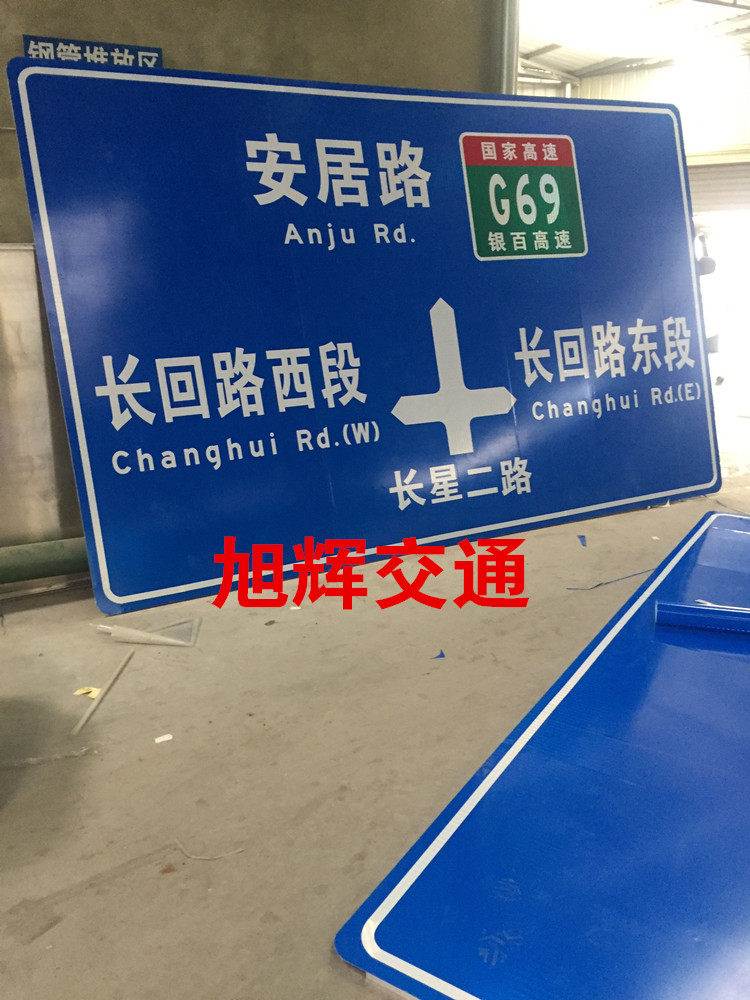 钢管堆放区
安居路
Anju Rd.
国家高速
G69
银百高速
长回路西段
Changhui Rd.(W)
长回路东段
Changhui Rd.(E)
长星二路
旭辉交通